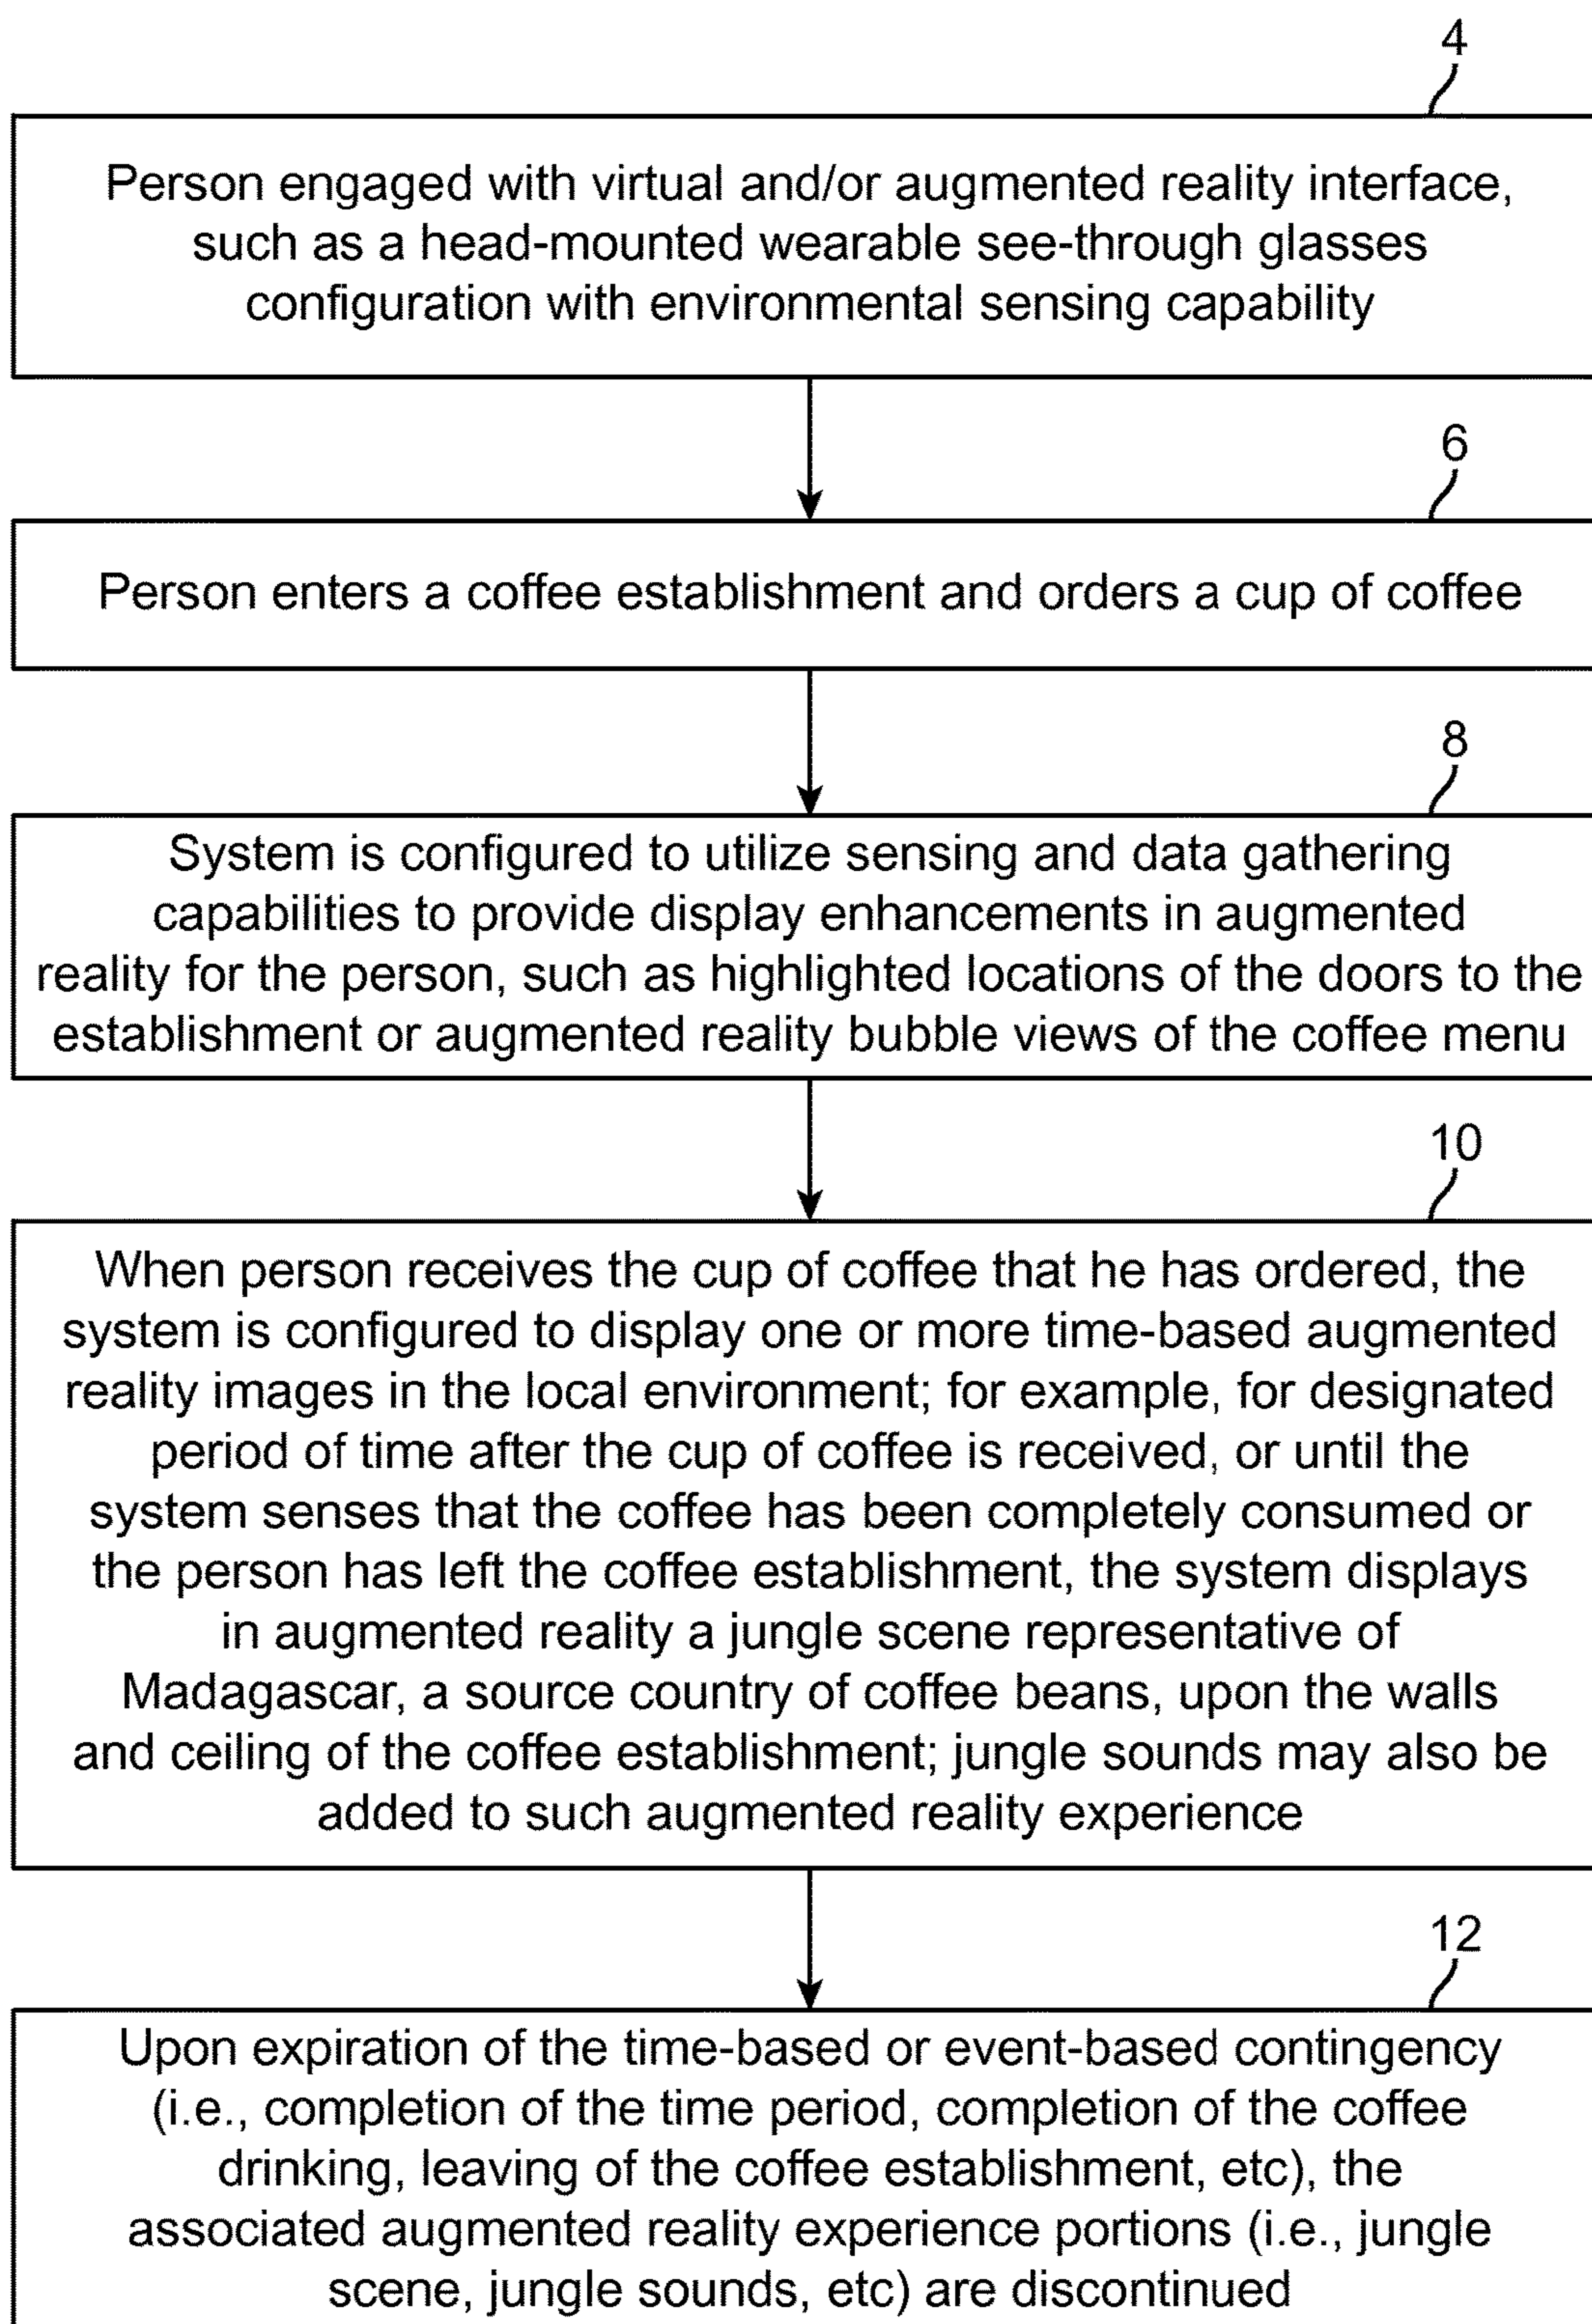 4
Person engaged with virtual and/or augmented reality interface,
such as a head-mounted wearable see-through glasses
configuration with environmental sensing capability
6
Person enters a coffee establishment and orders a cup of coffee
8
System is configured to utilize sensing and data gathering
capabilities to provide display enhancements in augmented
reality for the person, such as highlighted locations of the doors to the
establishment or augmented reality bubble views of the coffee menu
10
When person receives the cup of coffee that he has ordered, the
system is configured to display one or more time-based augmented
reality images in the local environment; for example, for designated
period of time after the cup of coffee is received, or until the
system senses that the coffee has been completely consumed or
the person has left the coffee establishment, the system displays
in augmented reality a jungle scene representative of
Madagascar, a source country of coffee beans, upon the walls
and ceiling of the coffee establishment; jungle sounds may also be
added to such augmented reality experience
12
Upon expiration of the time-based or event-based contingency
(i.e., completion of the time period, completion of the coffee
drinking, leaving of the coffee establishment, etc), the
associated augmented reality experience portions (i.e., jungle
scene, jungle sounds, etc) are discontinued